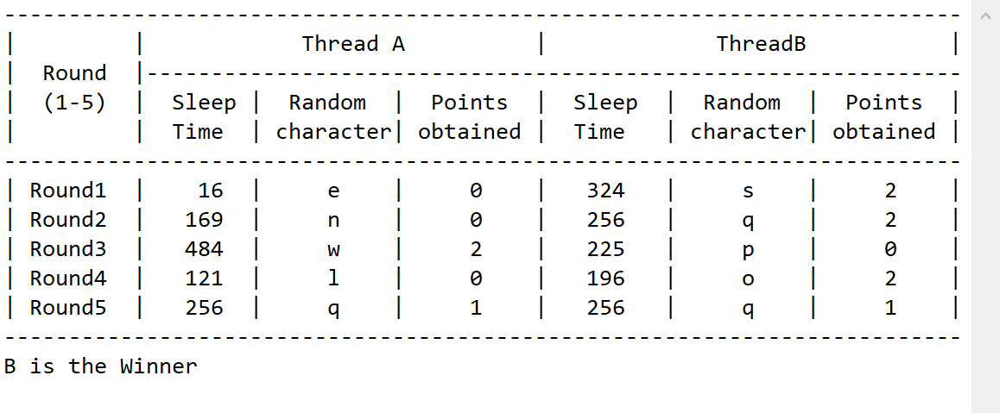 --------------------------------------------------------------------------
|         |           Thread A            |             ThreadB            |
|  Round  |---------------------------------------------------------------
|  (1-5)  |  Sleep |  Random  |  Points  |  Sleep  |  Random  |  Points  |
|         |  Time  | character| obtained |  Time   | character| obtained |
--------------------------------------------------------------------------
| Round1  |    16  |    e     |     0    |   324   |     s    |    2    |
| Round2  |   169  |    n     |     0    |   256   |     q    |    2    |
| Round3  |   484  |    w     |     2    |   225   |     p    |    0    |
| Round4  |   121  |    l     |     0    |   196   |     o    |    2    |
| Round5  |   256  |    q     |     1    |   256   |     q    |    1    |
--------------------------------------------------------------------------
B is the Winner